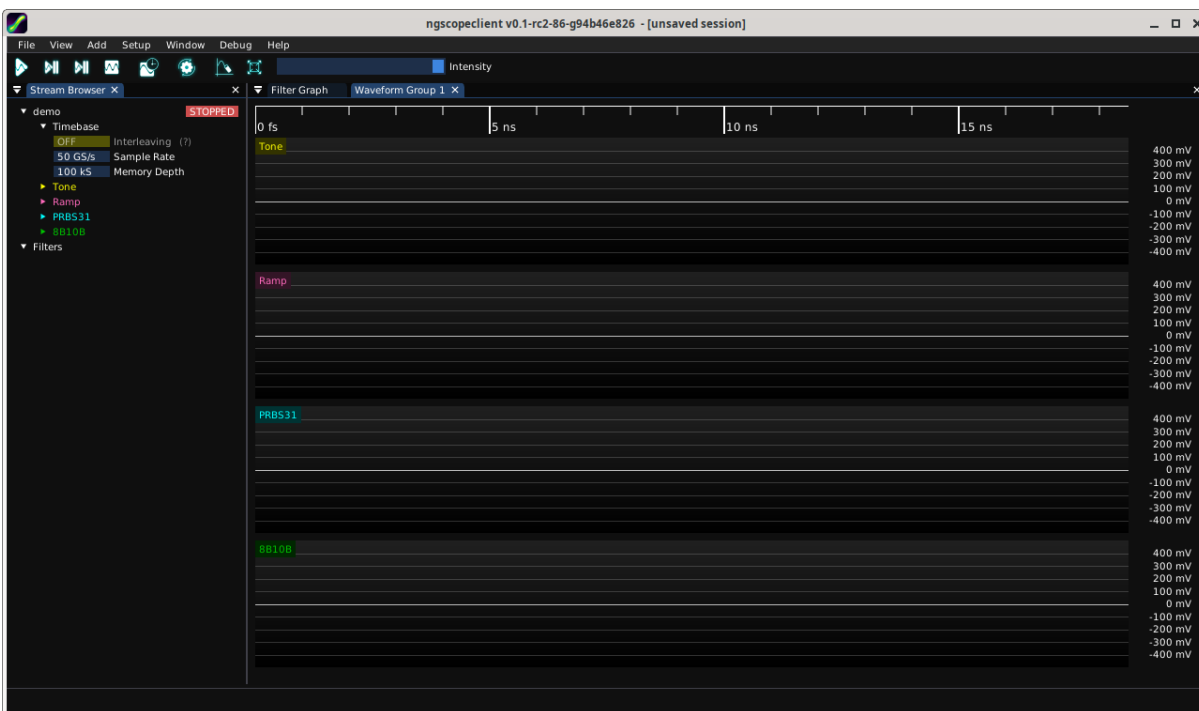 ngscopeclient v0.1-rc2-86-g94b46e826 - [unsaved session]
File View Add Setup Window Debug Help
Intensity
Stream Browser
Filter Graph Waveform Group 1
demo STOPPED
Timebase
OFF Interleaving (?)
50 GS/s Sample Rate
100 kS Memory Depth
Tone
Ramp
PRBS31
8B10B
Filters
0 fs 5 ns 10 ns 15 ns
Tone
400 mV
300 mV
200 mV
100 mV
0 mV
-100 mV
-200 mV
-300 mV
-400 mV
Ramp
400 mV
300 mV
200 mV
100 mV
0 mV
-100 mV
-200 mV
-300 mV
-400 mV
PRBS31
400 mV
300 mV
200 mV
100 mV
0 mV
-100 mV
-200 mV
-300 mV
-400 mV
8B10B
400 mV
300 mV
200 mV
100 mV
0 mV
-100 mV
-200 mV
-300 mV
-400 mV